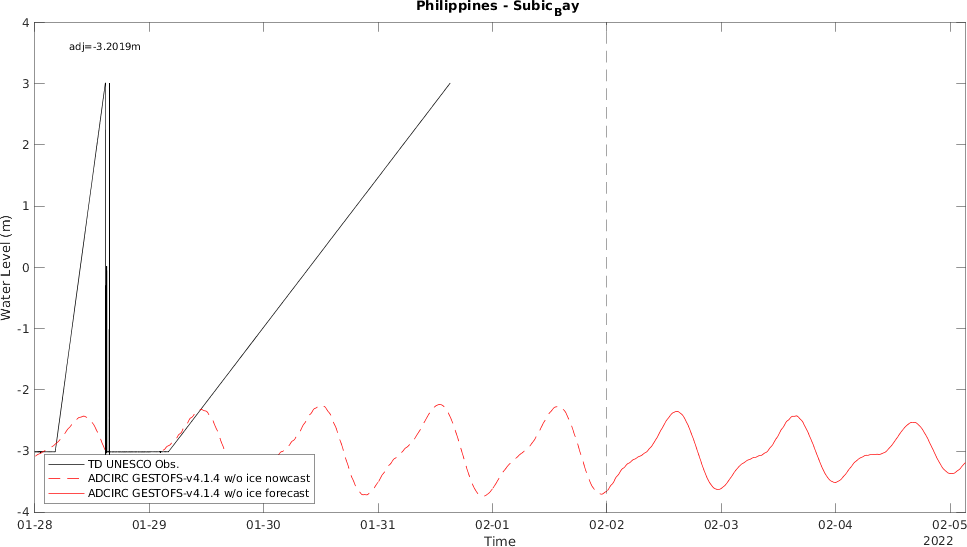 Philippines - Subic_Bay
adj=-3.2019m
Water Level (m)
4
3
2
1
0
-1
-2
-3
-4
TD UNESCO Obs.
ADCIRC GESTOFS-v4.1.4 w/o ice nowcast
ADCIRC GESTOFS-v4.1.4 w/o ice forecast
01-28 01-29 01-30 01-31 02-01 02-02 02-03 02-04 02-05
Time
2022